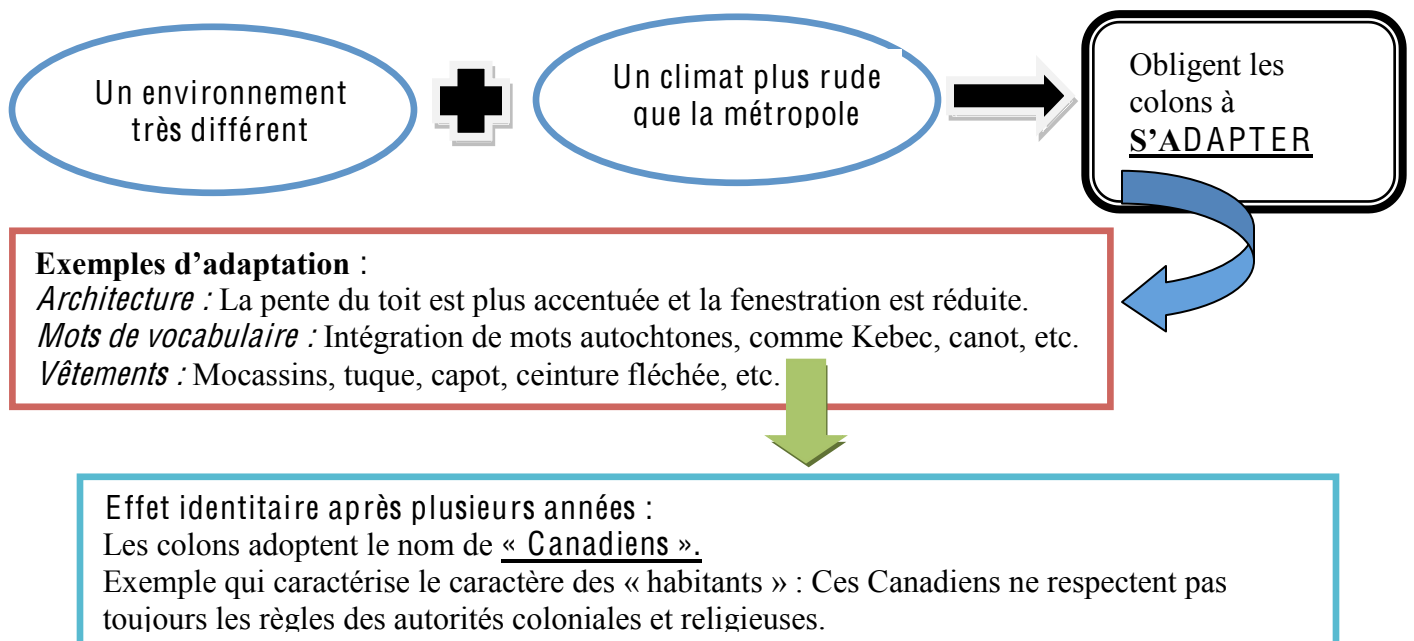 Un environnement
très différent
Un climat plus rude
que la métropole
Obligent les
colons à
S’ADAPTER
Exemples d’adaptation :
Architecture : La pente du toit est plus accentuée et la fenestration est réduite.
Mots de vocabulaire : Intégration de mots autochtones, comme Kebec, canot, etc.
Vêtements : Mocassins, tuque, capot, ceinture fléchée, etc.
Effet identitaire après plusieurs années :
Les colons adoptent le nom de « Canadiens ».
Exemple qui caractérise le caractère des « habitants » : Ces Canadiens ne respectent pas
toujours les règles des autorités coloniales et religieuses.